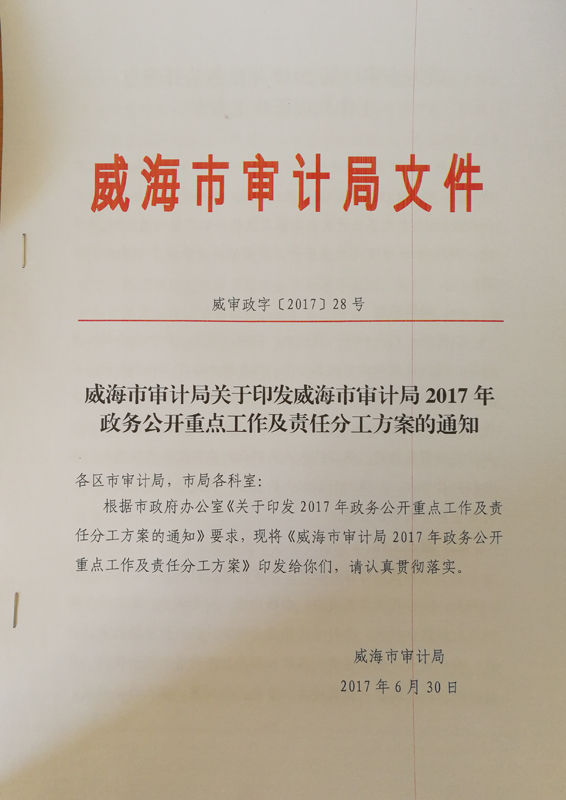 威海市审计局文件
威审政字〔2017〕28号
威海市审计局关于印发威海市审计局2017年
政务公开重点工作及责任分工方案的通知
各区市审计局，市局各科室：
根据市政府办公室《关于印发2017年政务公开重点工作及责
任分工方案的通知》要求，现将《威海市审计局2017年政务公开
重点工作及责任分工方案》印发给你们，请认真贯彻落实。
威海市审计局
2017年6月30日